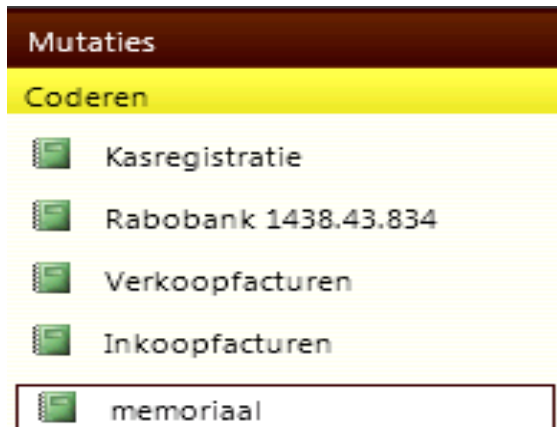 Mutaties
Coderen
Kasregistratie
Rabobank 1438.43.834
Verkoopfacturen
Inkoopfacturen
memoriaal